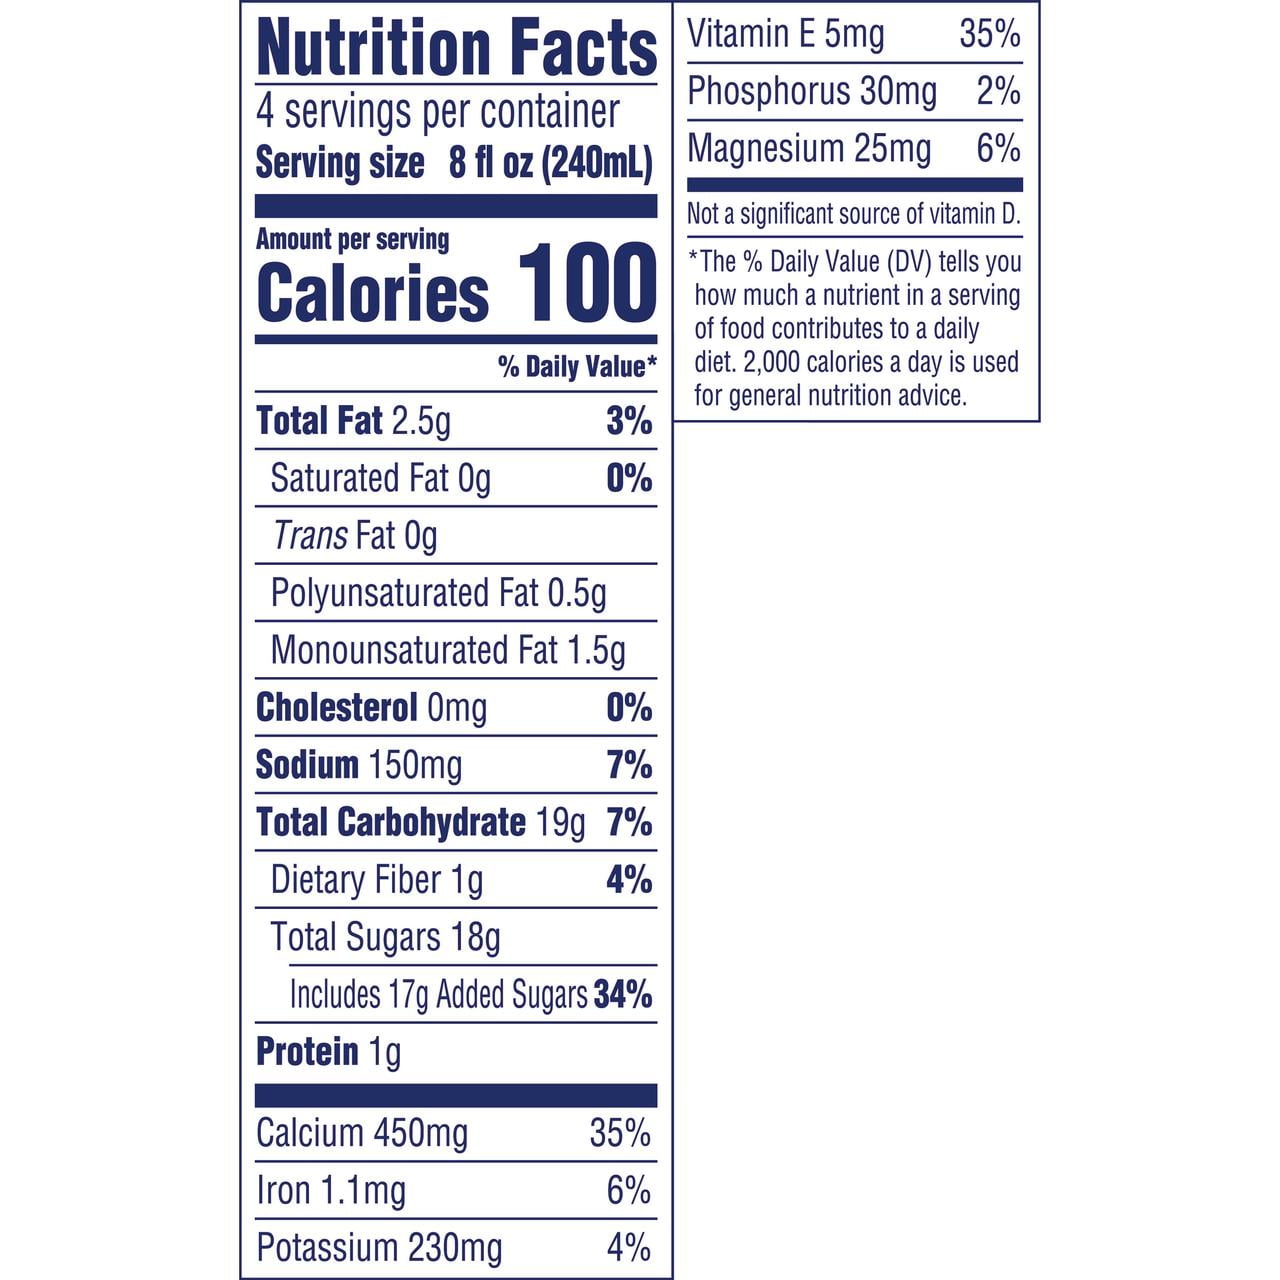 Nutrition Facts
4 servings per container
Serving size 8 fl oz (240mL)
Amount per serving
Calories 100
% Daily Value*
Total Fat 2.5g 3%
Saturated Fat 0g 0%
Trans Fat 0g
Polyunsaturated Fat 0.5g
Monounsaturated Fat 1.5g
Cholesterol 0mg 0%
Sodium 150mg 7%
Total Carbohydrate 19g 7%
Dietary Fiber 1g 4%
Total Sugars 18g
Includes 17g Added Sugars 34%
Protein 1g
Calcium 450mg 35%
Iron 1.1mg 6%
Potassium 230mg 4%
Vitamin E 5mg 35%
Phosphorus 30mg 2%
Magnesium 25mg 6%
Not a significant source of vitamin D.
*The % Daily Value (DV) tells you
how much a nutrient in a serving
of food contributes to a daily
diet. 2,000 calories a day is used
for general nutrition advice.